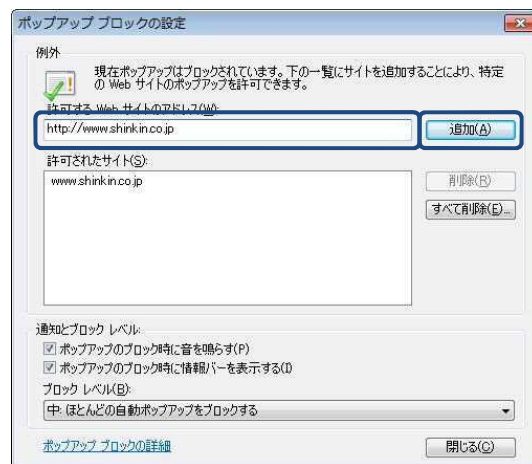 ポップアップ ブロックの設定
例外
現在ポップアップはブロックされています。下の一覧にサイトを追加することにより、特定
の Web サイトのポップアップを許可できます。
許可する Web サイトのアドレス(W):
http://www.shinkin.co.jp
追加(A)
許可されたサイト(S):
www.shinkin.co.jp
削除(R)
すべて削除(E)...
通知とブロック レベル:
ポップアップのブロック時に音を鳴らす(P)
ポップアップのブロック時に情報バーを表示する(I)
ブロック レベル(B):
中: ほとんどの自動ポップアップをブロックする
ポップアップ ブロックの詳細
閉じる(C)